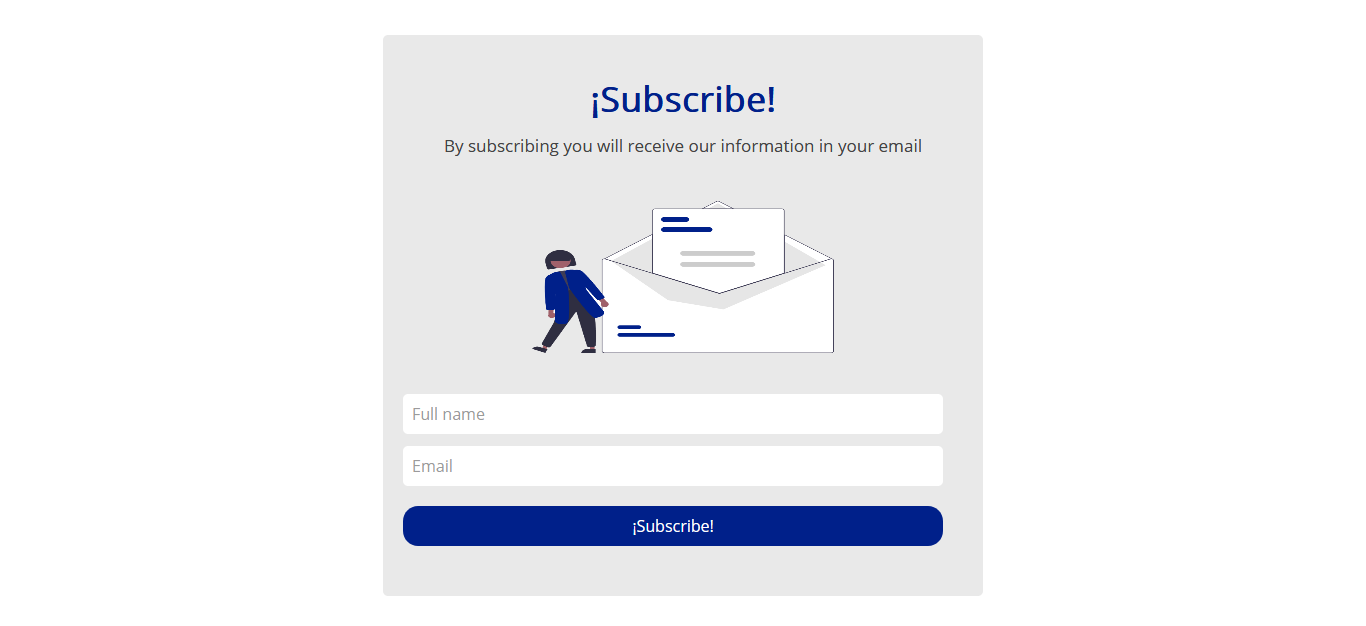 ¡Subscribe!
By subscribing you will receive our information in your email
Full name
Email
¡Subscribe!